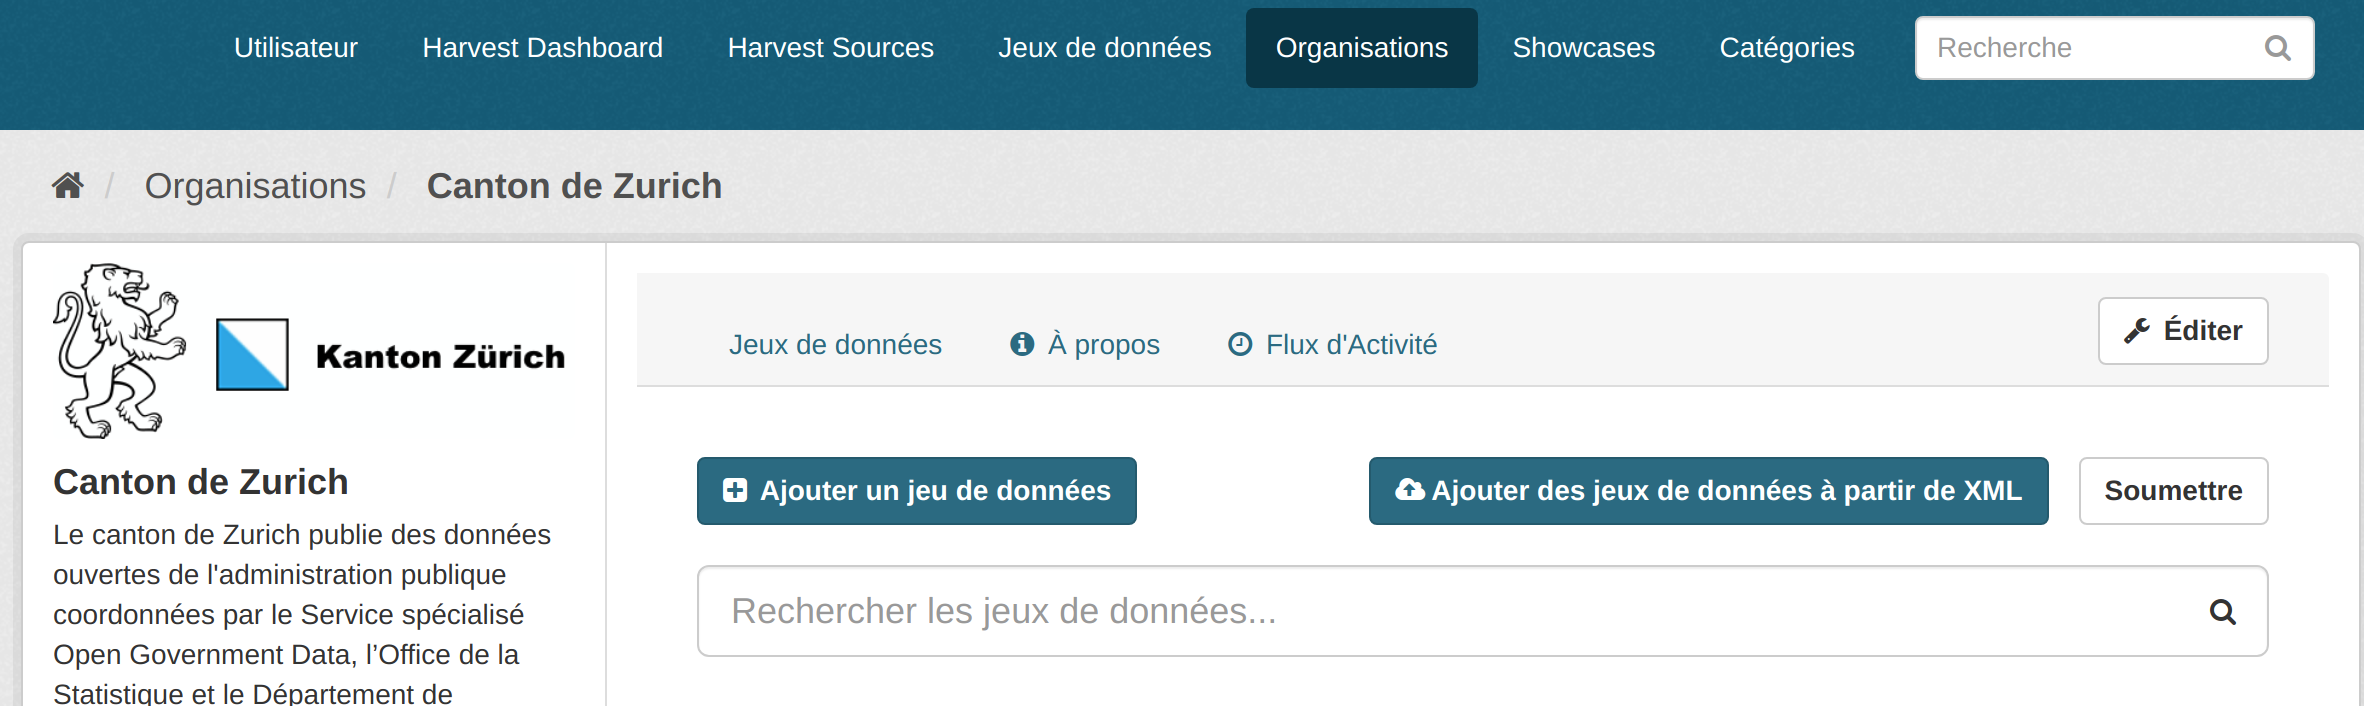 Utilisateur Harvest Dashboard Harvest Sources Jeux de données Organisations Showcases Catégories Recherche
/ Organisations / Canton de Zurich
Kanton Zürich
Canton de Zurich
Le canton de Zurich publie des données
ouvertes de l'administration publique
coordonnées par le Service spécialisé
Open Government Data, l’Office de la
Statistique et le Département de
Jeux de données À propos Flux d'Activité Éditer
Ajouter un jeu de données Ajouter des jeux de données à partir de XML Soumettre
Rechercher les jeux de données...